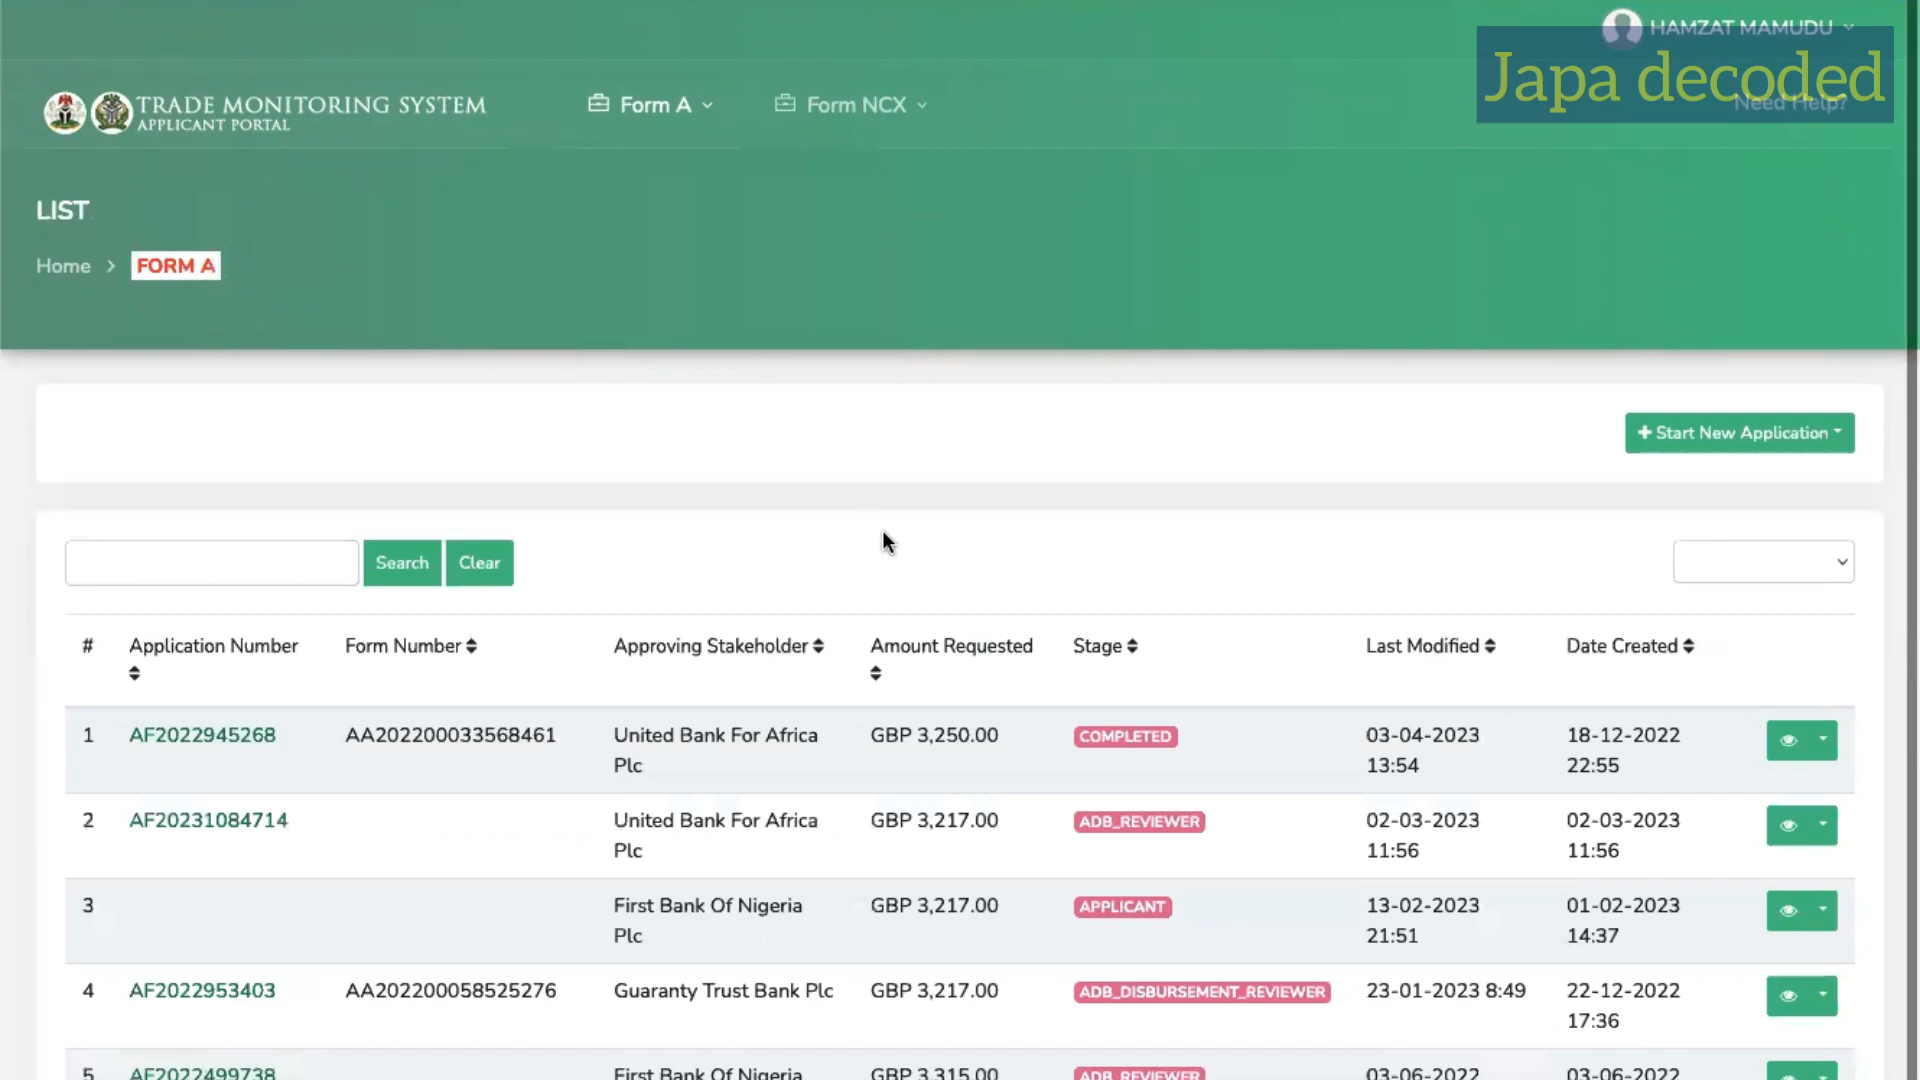 HAMZAT MAMUDU
Japa decoded
Need Help?
TRADE MONITORING SYSTEM
APPLICANT PORTAL
Form A
Form NCX
LIST
Home > FORM A
+ Start New Application
Search
Clear
# Application Number Form Number Approving Stakeholder Amount Requested Stage Last Modified Date Created
1 AF2022945268 AA202200033568461 United Bank For Africa GBP 3,250.00 COMPLETED 03-04-2023 18-12-2022
Plc 13:54 22:55
2 AF20231084714 United Bank For Africa GBP 3,217.00 ADB_REVIEWER 02-03-2023 02-03-2023
Plc 11:56 11:56
3 First Bank Of Nigeria GBP 3,217.00 APPLICANT 13-02-2023 01-02-2023
Plc 21:51 14:37
4 AF2022953403 AA202200058525276 Guaranty Trust Bank Plc GBP 3,217.00 ADB_DISBURSEMENT_REVIEWER 23-01-2023 8:49 22-12-2022
17:36
5 AF2022499738 First Bank Of Nigeria GBP 3,315.00 ADB_REVIEWER 03-06-2022 03-06-2022